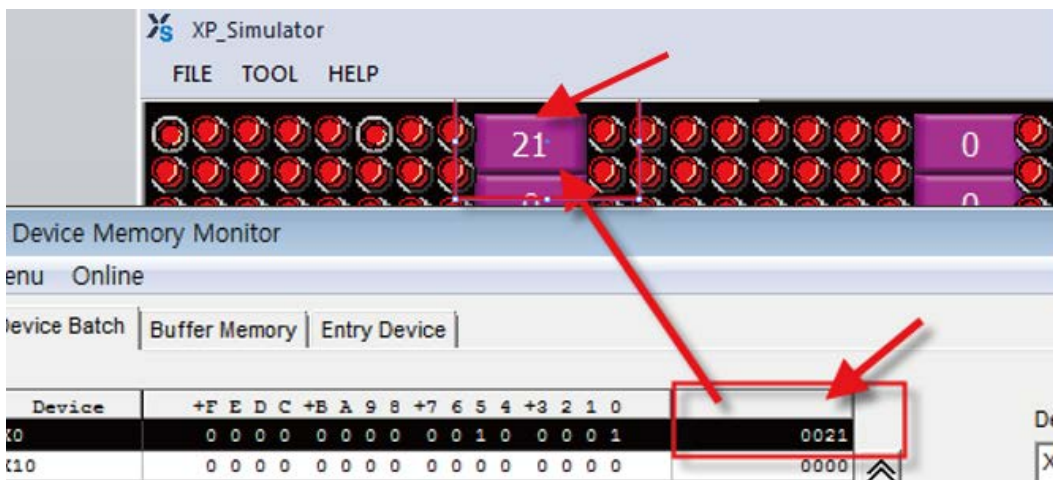 XP_Simulator
FILE TOOL HELP
21 0
0 0
Device Memory Monitor
enu Online
Device Batch Buffer Memory Entry Device
Device +F E D C +B A 9 8 +7 6 5 4 +3 2 1 0
X0 0 0 0 0 0 0 0 0 0 0 1 0 0 0 0 1 0021
X10 0 0 0 0 0 0 0 0 0 0 0 0 0 0 0 0 0000